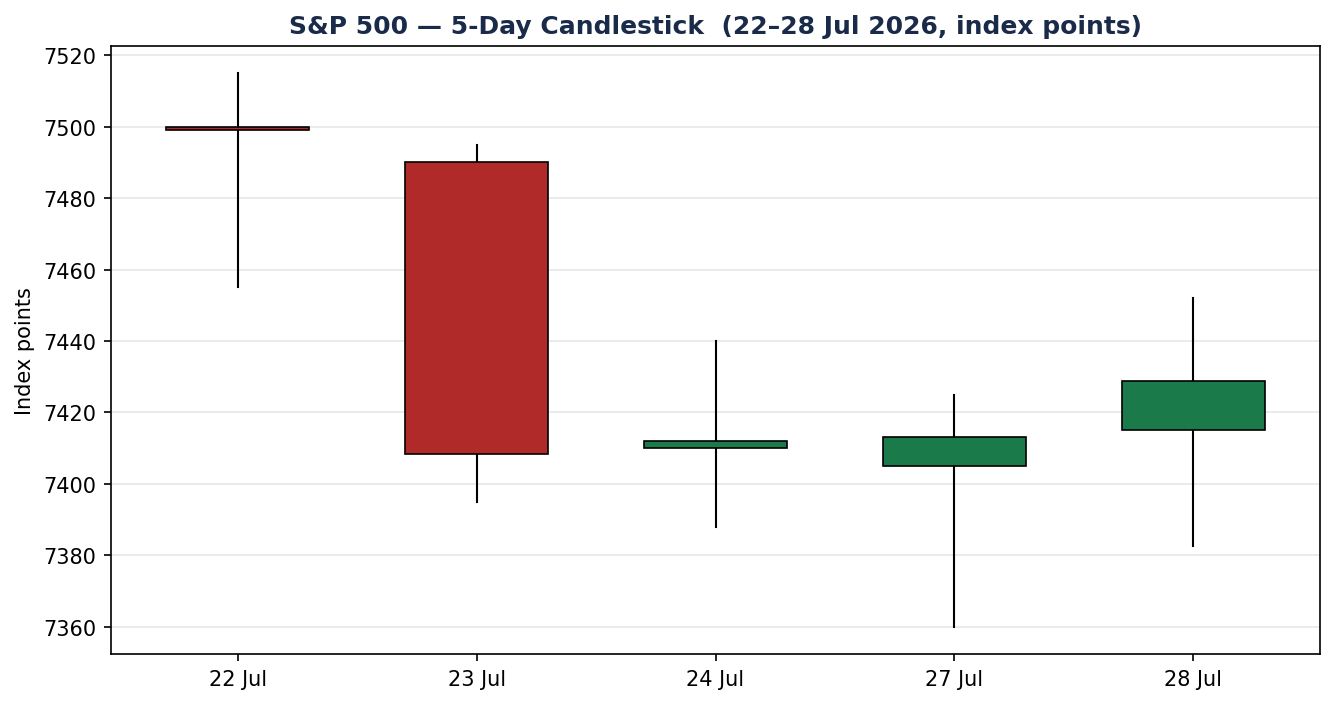 S&P 500 — 5-Day Candlestick  (22–28 Jul 2026, index points)
Index points
7520
7500
7480
7460
7440
7420
7400
7380
7360
22 Jul
23 Jul
24 Jul
27 Jul
28 Jul